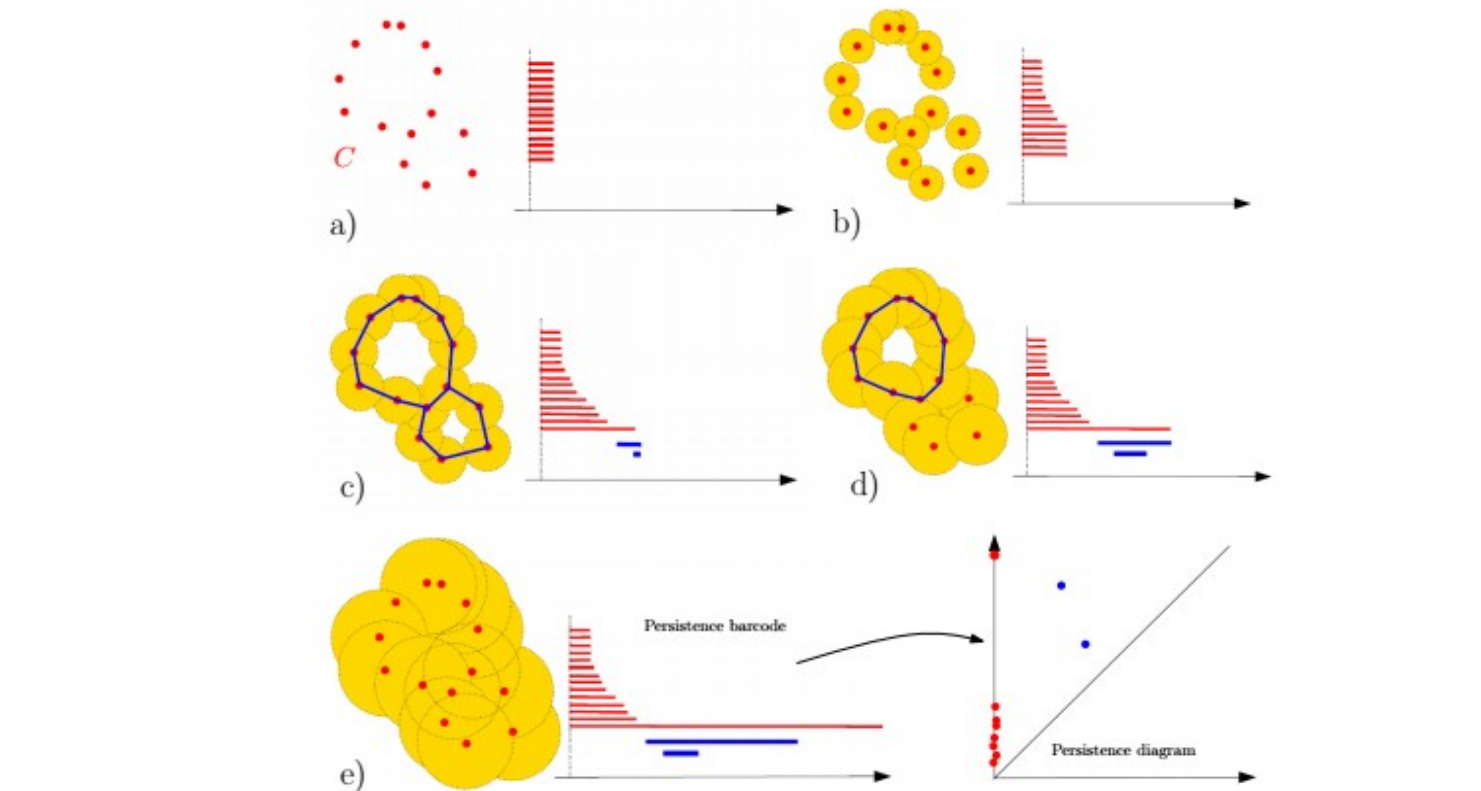 C
a)
b)
c)
d)
e)
Persistence barcode
Persistence diagram